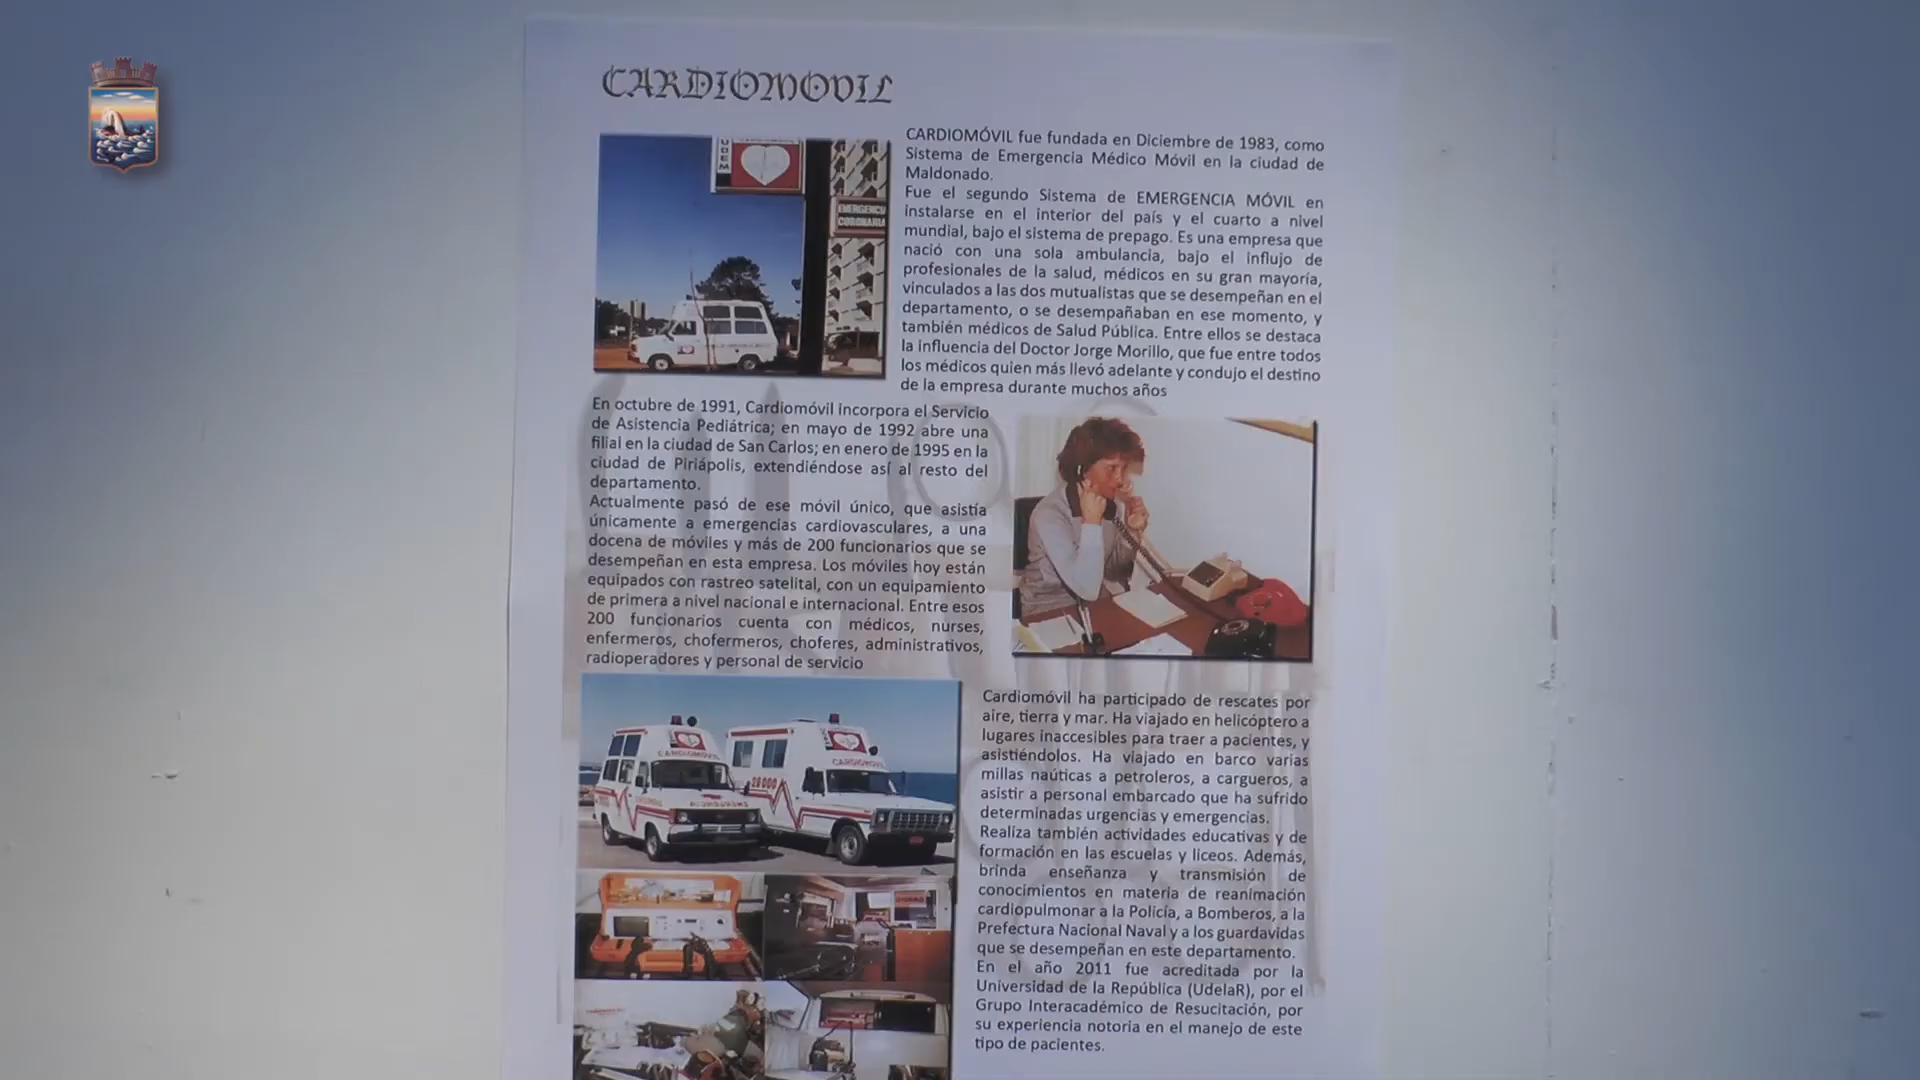 CARDIOMOVIL
CARDIOMÓVIL fue fundada en Diciembre de 1983, como
Sistema de Emergencia Médico Móvil en la ciudad de
Maldonado.
Fue el segundo Sistema de EMERGENCIA MÓVIL en
instalarse en el interior del país y el cuarto a nivel
mundial, bajo el sistema de prepago. Es una empresa que
nació con una sola ambulancia, bajo el influjo de
profesionales de la salud, médicos en su gran mayoría,
vinculados a las dos mutualistas que se desempeñan en el
departamento, o se desempañaban en ese momento, y
también médicos de Salud Pública. Entre ellos se destaca
la influencia del Doctor Jorge Morillo, que fue entre todos
los médicos quien más llevó adelante y condujo el destino
de la empresa durante muchos años
UDEM
EMERGENCIA
CORONARIA
En octubre de 1991, Cardiomóvil incorpora el Servicio
de Asistencia Pediátrica; en mayo de 1992 abre una
filial en la ciudad de San Carlos; en enero de 1995 en la
ciudad de Piriápolis, extendiéndose así al resto del
departamento.
Actualmente pasó de ese móvil único, que asistía
únicamente a emergencias cardiovasculares, a una
docena de móviles y más de 200 funcionarios que se
desempeñan en esta empresa. Los móviles hoy están
equipados con rastreo satelital, con un equipamiento
de primera a nivel nacional e internacional. Entre esos
200 funcionarios cuenta con médicos, nurses,
enfermeros, chofermeros, choferes, administrativos,
radioperadores y personal de servicio
CARDIOMOVIL
CARDIOMOVIL
28000
Cardiomóvil ha participado de rescates por
aire, tierra y mar. Ha viajado en helicóptero a
lugares inaccesibles para traer a pacientes, y
asistiéndolos. Ha viajado en barco varias
millas naúticas a petroleros, a cargueros, a
asistir a personal embarcado que ha sufrido
determinadas urgencias y emergencias.
Realiza también actividades educativas y de
formación en las escuelas y liceos. Además,
brinda enseñanza y transmisión de
conocimientos en materia de reanimación
cardiopulmonar a la Policía, a Bomberos, a la
Prefectura Nacional Naval y a los guardavidas
que se desempeñan en este departamento.
En el año 2011 fue acreditada por la
Universidad de la República (UdelaR), por el
Grupo Interacadémico de Resucitación, por
su experiencia notoria en el manejo de este
tipo de pacientes.